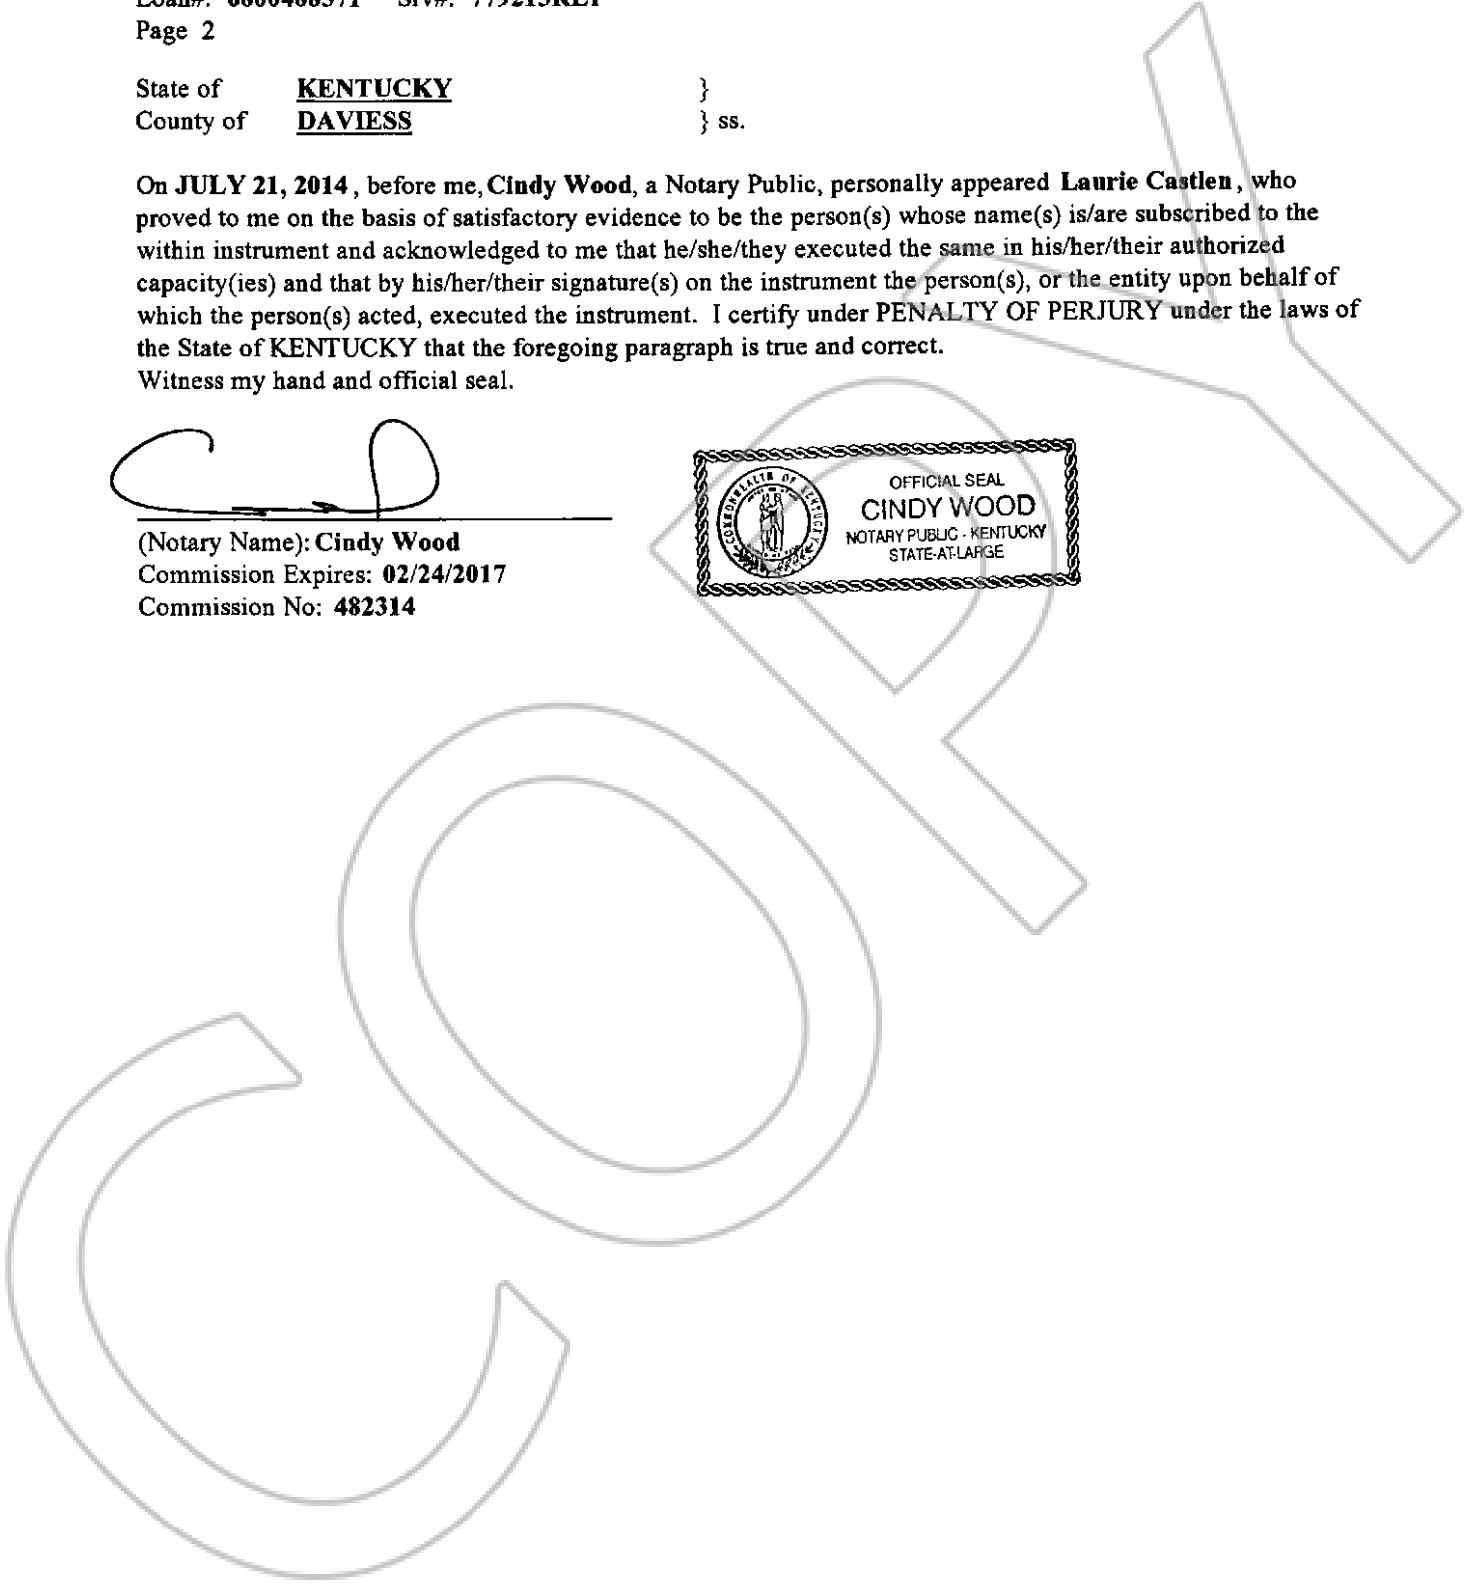 Page 2
State of KENTUCKY }
County of DAVIESS } ss.
On JULY 21, 2014, before me, Cindy Wood, a Notary Public, personally appeared Laurie Castlen, who
proved to me on the basis of satisfactory evidence to be the person(s) whose name(s) is/are subscribed to the
within instrument and acknowledged to me that he/she/they executed the same in his/her/their authorized
capacity(ies) and that by his/her/their signature(s) on the instrument the person(s), or the entity upon behalf of
which the person(s) acted, executed the instrument. I certify under PENALTY OF PERJURY under the laws of
the State of KENTUCKY that the foregoing paragraph is true and correct.
Witness my hand and official seal.
(Notary Name): Cindy Wood
Commission Expires: 02/24/2017
Commission No: 482314
COMMONWEALTH OF KENTUCKY
OFFICIAL SEAL
CINDY WOOD
NOTARY PUBLIC - KENTUCKY
STATE-AT-LARGE
COPY